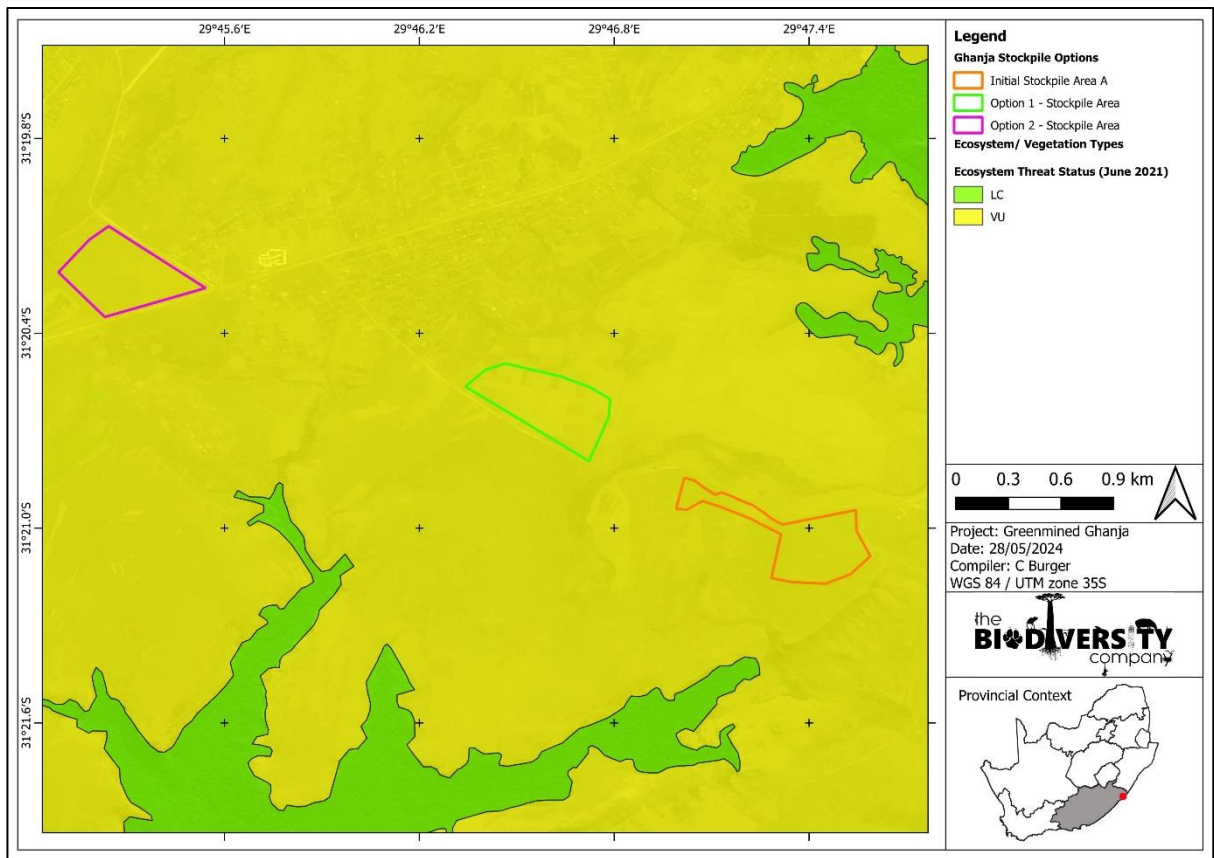 29°45.6′E 29°46.2′E 29°46.8′E 29°47.4′E
31°19.8′S
31°20.4′S
31°21.0′S
31°21.6′S
Legend
Ghanja Stockpile Options
Initial Stockpile Area A
Option 1 - Stockpile Area
Option 2 - Stockpile Area
Ecosystem/ Vegetation Types
Ecosystem Threat Status (June 2021)
LC
VU
0 0.3 0.6 0.9 km
Project: Greenmined Ghanja
Date: 28/05/2024
Compiler: C Burger
WGS 84 / UTM zone 35S
the
BIODIVERSITY
company
Provincial Context